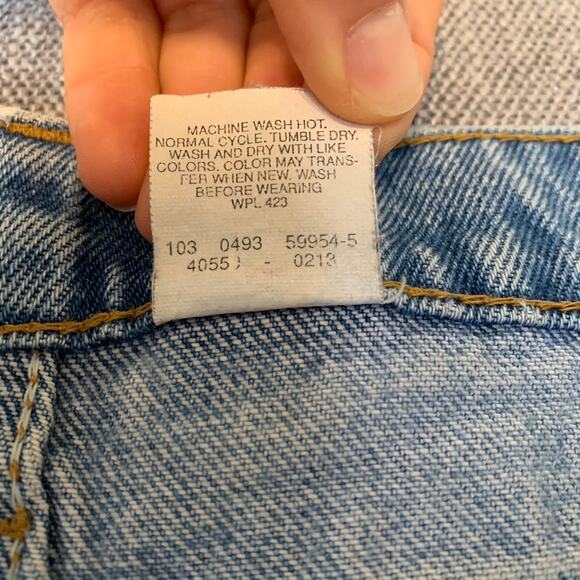 MACHINE WASH HOT.
NORMAL CYCLE. TUMBLE DRY.
WASH AND DRY WITH LIKE
COLORS. COLOR MAY TRANS-
FER WHEN NEW. WASH
BEFORE WEARING
WPL 423
103 0493 59954-5
- 0213